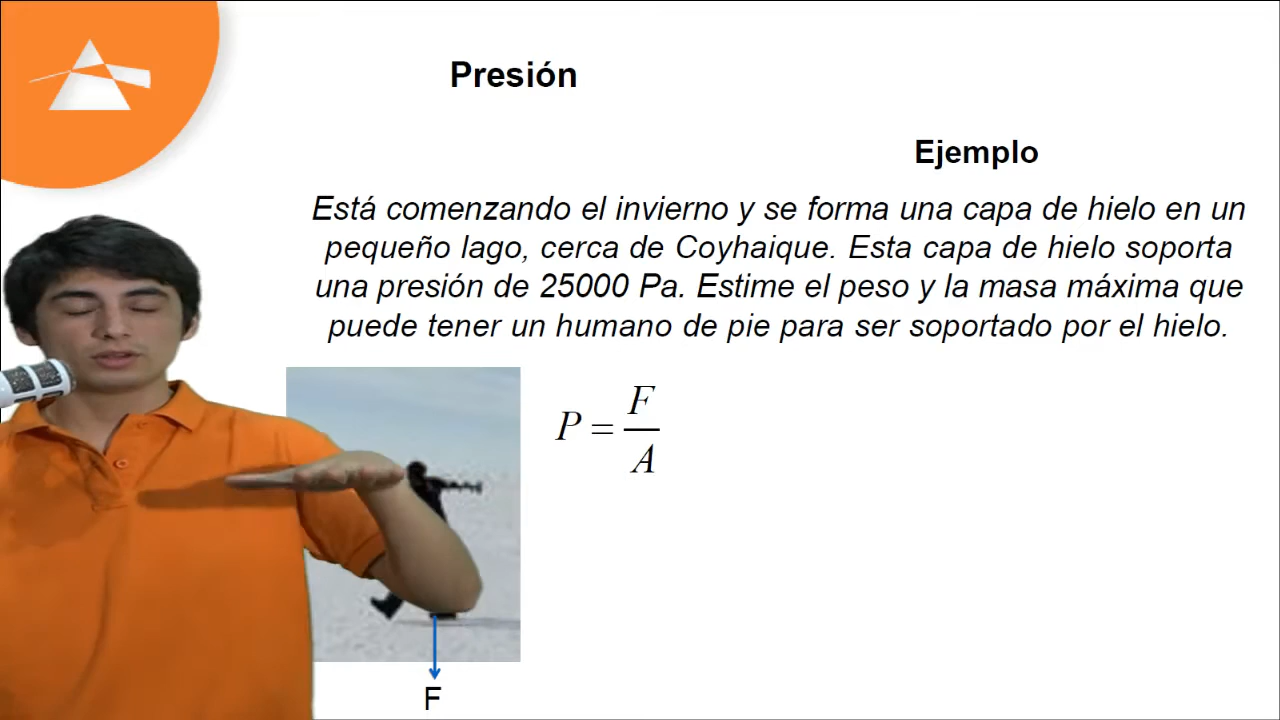 Presión
Ejemplo
Está comenzando el invierno y se forma una capa de hielo en un
pequeño lago, cerca de Coyhaique. Esta capa de hielo soporta
una presión de 25000 Pa. Estime el peso y la masa máxima que
puede tener un humano de pie para ser soportado por el hielo.
P = F/A
F